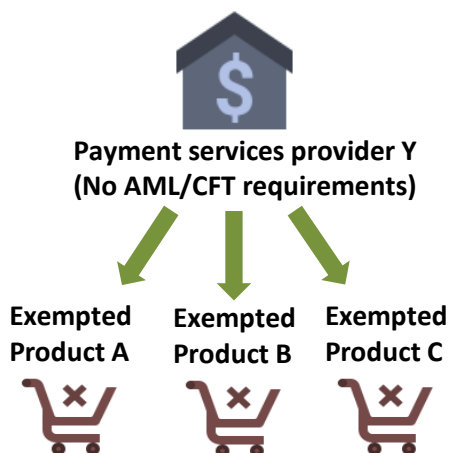 $
Payment services provider Y
(No AML/CFT requirements)
Exempted
Product A
Exempted
Product B
Exempted
Product C